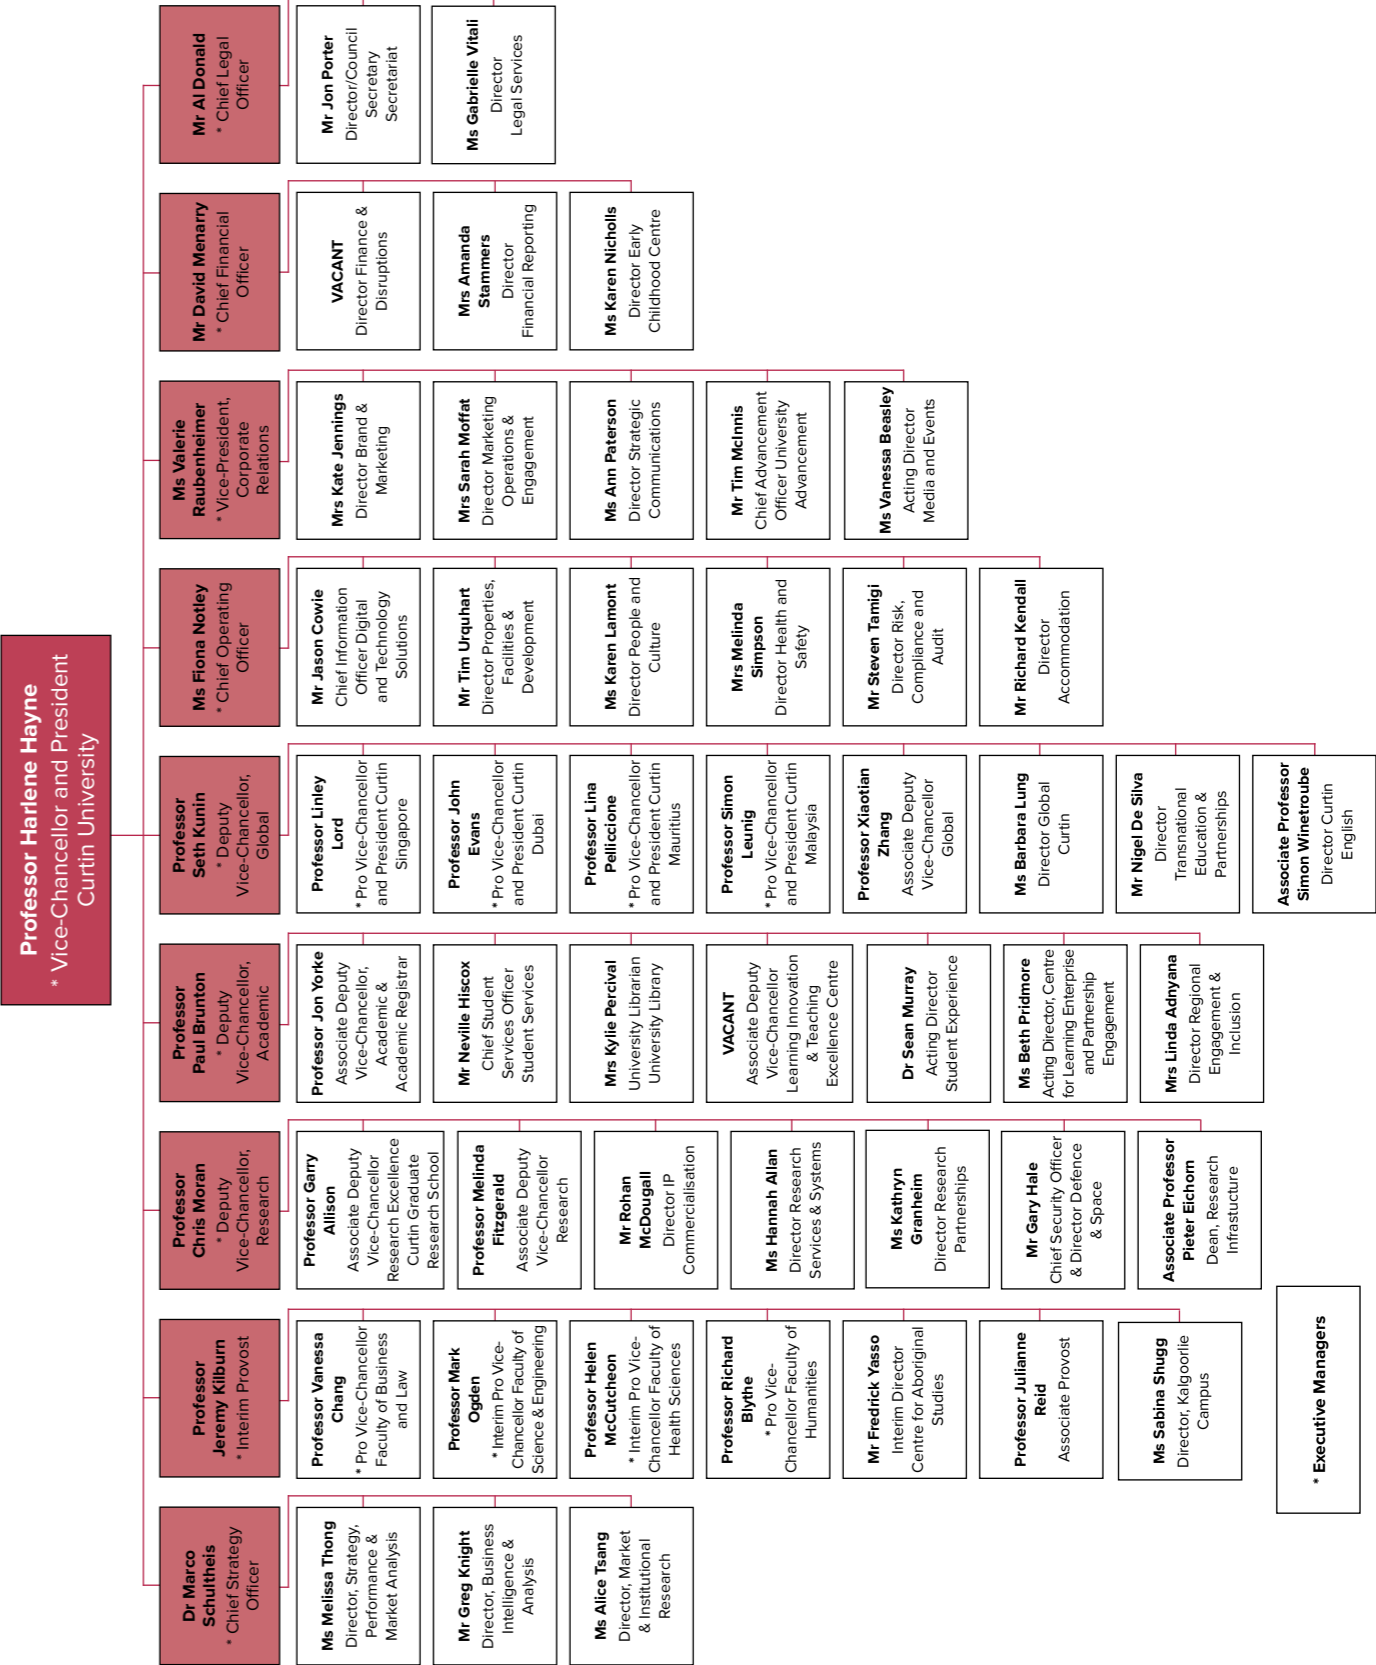 Professor Harlene Hayne
* Vice-Chancellor and President
Curtin University
Dr Marco
Schultheis
* Chief Strategy
Officer
Ms Melissa Thong
Director, Strategy,
Performance &
Market Analysis
Mr Greg Knight
Director, Business
Intelligence &
Analysis
Ms Alice Tsang
Director, Market
& Institutional
Research
Professor
Jeremy Kilburn
* Interim Provost
Professor Vanessa
Chang
* Pro Vice-Chancellor
Faculty of Business
and Law
Professor Mark
Ogden
* Interim Pro Vice-
Chancellor Faculty of
Science & Engineering
Professor Helen
McCutcheon
* Interim Pro Vice-
Chancellor Faculty of
Health Sciences
Professor Richard
Blythe
* Pro Vice-
Chancellor Faculty of
Humanities
Mr Fredrick Yasso
Interim Director
Centre for Aboriginal
Studies
Professor Julianne
Reid
Associate Provost
Ms Sabina Shugg
Director, Kalgoorlie
Campus
Professor
Chris Moran
* Deputy
Vice-Chancellor,
Research
Professor Garry
Allison
Associate Deputy
Vice-Chancellor
Research Excellence
Curtin Graduate
Research School
Professor Melinda
Fitzgerald
Associate Deputy
Vice-Chancellor
Research
Mr Rohan
McDougall
Director IP
Commercialisation
Ms Hannah Allan
Director Research
Services & Systems
Ms Kathryn
Granheim
Director Research
Partnerships
Mr Gary Hale
Chief Security Officer
& Director Defence
& Space
Associate Professor
Pieter Eichorn
Dean, Research
Infrastucture
Professor
Paul Brunton
* Deputy
Vice-Chancellor,
Academic
Professor Jon Yorke
Associate Deputy
Vice-Chancellor,
Academic &
Academic Registrar
Mr Neville Hiscox
Chief Student
Services Officer
Student Services
Mrs Kylie Percival
University Librarian
University Library
VACANT
Associate Deputy
Vice-Chancellor
Learning Innovation
& Teaching
Excellence Centre
Dr Sean Murray
Acting Director
Student Experience
Ms Beth Pridmore
Acting Director, Centre
for Learning Enterprise
and Partnership
Engagement
Mrs Linda Adnyana
Director Regional
Engagement &
Inclusion
Professor
Seth Kunin
* Deputy
Vice-Chancellor,
Global
Professor Linley
Lord
* Pro Vice-Chancellor
and President Curtin
Singapore
Professor John
Evans
* Pro Vice-Chancellor
and President Curtin
Dubai
Professor Lina
Pelliccione
* Pro Vice-Chancellor
and President Curtin
Mauritius
Professor Simon
Leunig
* Pro Vice-Chancellor
and President Curtin
Malaysia
Professor Xiaotian
Zhang
Associate Deputy
Vice-Chancellor
Global
Ms Barbara Lung
Director Global
Curtin
Mr Nigel De Silva
Director
Transnational
Education &
Partnerships
Associate Professor
Simon Winetroube
Director Curtin
English
Ms Fiona Notley
* Chief Operating
Officer
Mr Jason Cowie
Chief Information
Officer Digital
and Technology
Solutions
Mr Tim Urquhart
Director Properties,
Facilities &
Development
Ms Karen Lamont
Director People and
Culture
Mrs Melinda
Simpson
Director Health and
Safety
Mr Steven Tamigi
Director Risk,
Compliance and
Audit
Mr Richard Kendall
Director
Accommodation
Ms Valerie
Raubenheimer
* Vice-President,
Corporate
Relations
Mrs Kate Jennings
Director Brand &
Marketing
Mrs Sarah Moffat
Director Marketing
Operations &
Engagement
Ms Ann Paterson
Director Strategic
Communications
Mr Tim McInnis
Chief Advancement
Officer University
Advancement
Ms Vanessa Beasley
Acting Director
Media and Events
Mr David Menarry
* Chief Financial
Officer
VACANT
Director Finance &
Disruptions
Mrs Amanda
Stammers
Director
Financial Reporting
Ms Karen Nicholls
Director Early
Childhood Centre
Mr Al Donald
* Chief Legal
Officer
Mr Jon Porter
Director/Council
Secretary
Secretariat
Ms Gabrielle Vitali
Director
Legal Services
* Executive Managers